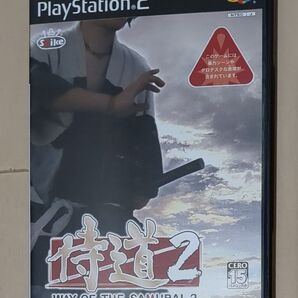 PlayStation®2
NTSC J
Spike
このゲームには
暴力シーンや
グロテスクな表現が
含まれています。
侍道2
WAY OF THE SAMURAI 2
CERO
15